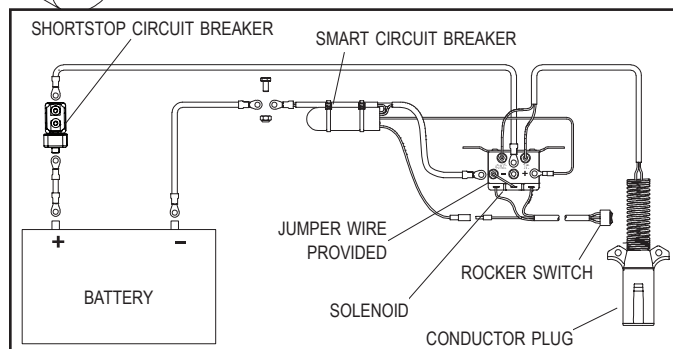 SHORTSTOP CIRCUIT BREAKER
SMART CIRCUIT BREAKER
- +
JUMPER WIRE
PROVIDED
ROCKER SWITCH
+ -
BATTERY
SOLENOID
CONDUCTOR PLUG